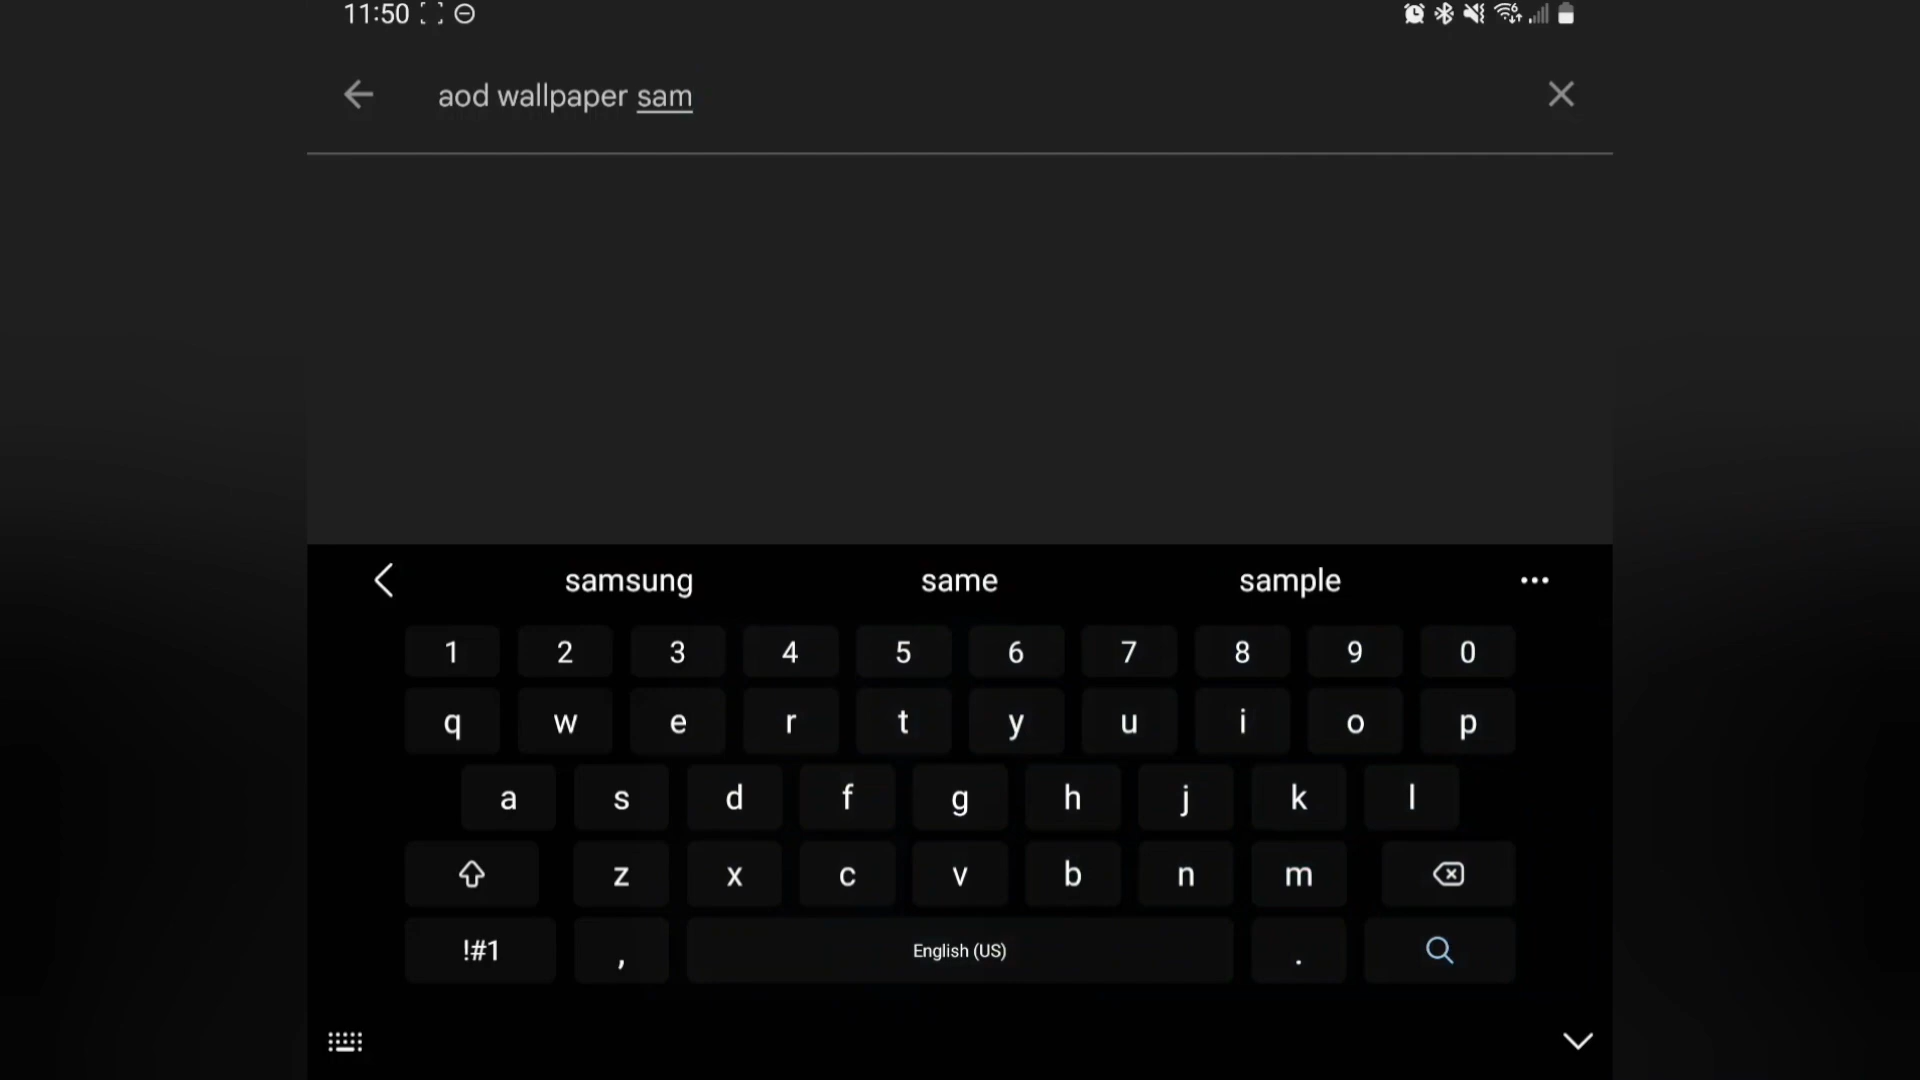 11:50
aod wallpaper sam
samsung same sample ...
1 2 3 4 5 6 7 8 9 0
q w e r t y u i o p
a s d f g h j k l
z x c v b n m
!#1 , English (US) .